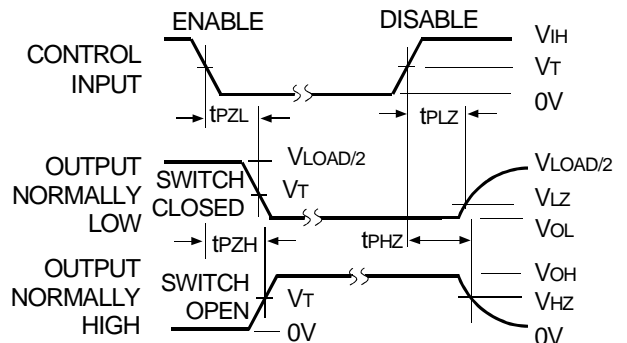 ENABLE
DISABLE
CONTROL
INPUT
VIH
VT
0V
tPZL
tPLZ
OUTPUT
NORMALLY
LOW
SWITCH
CLOSED
VLOAD/2
VT
VLOAD/2
VLZ
VOL
tPZH
tPHZ
OUTPUT
NORMALLY
HIGH
SWITCH
OPEN
VT
0V
VOH
VHZ
0V